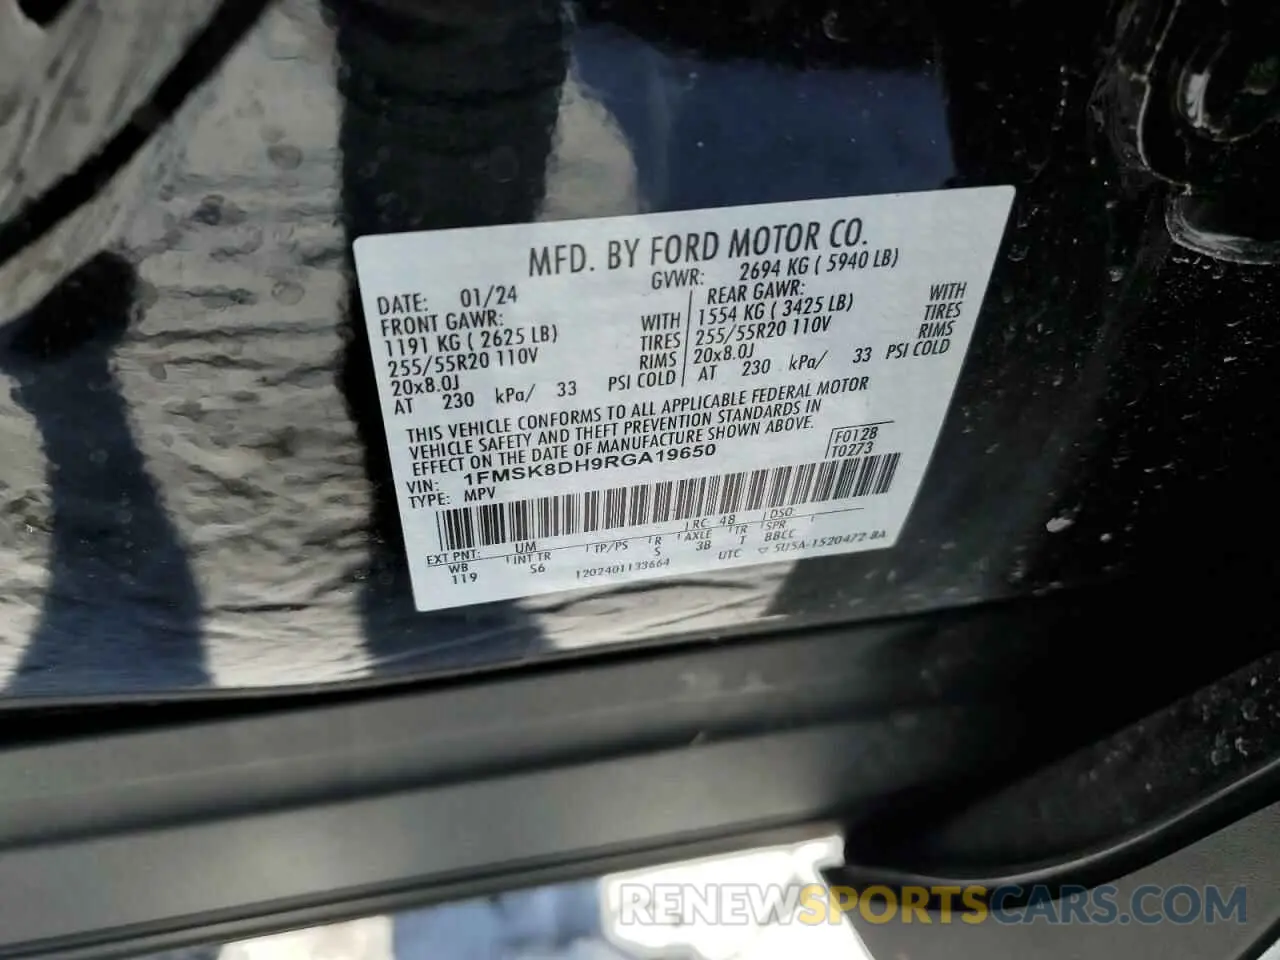 MFD. BY FORD MOTOR CO.
DATE: 01/24
GVWR: 2694 KG ( 5940 LB)
FRONT GAWR:
1191 KG ( 2625 LB) WITH
255/55R20 110V TIRES
20x8.0J RIMS
AT 230 kPa/ 33 PSI COLD
REAR GAWR:
1554 KG ( 3425 LB) WITH
255/55R20 110V TIRES
20x8.0J RIMS
AT 230 kPa/ 33 PSI COLD
THIS VEHICLE CONFORMS TO ALL APPLICABLE FEDERAL MOTOR
VEHICLE SAFETY AND THEFT PREVENTION STANDARDS IN
EFFECT ON THE DATE OF MANUFACTURE SHOWN ABOVE.
VIN: 1FMSK8DH9RGA19650
TYPE: MPV
F0128
T0273
EXT PNT: UM RC: 48 DSO:
WB INT TR TP/PS R AXLE TR SPR
119 S6 S 3B T BBCC
1202401133664
UTC 5U5A-1520472-BA
RENEWSPORTSCARS.COM